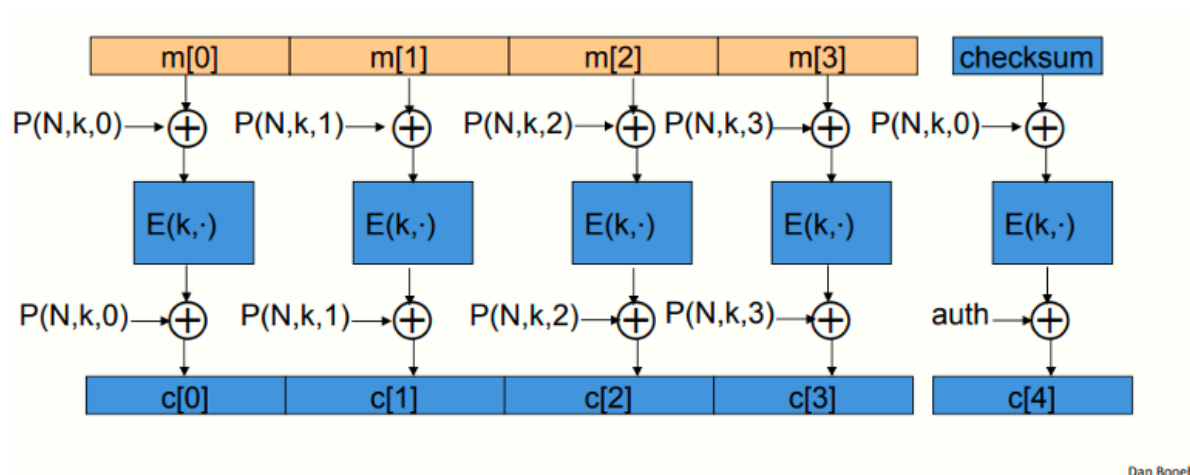 m[0] m[1] m[2] m[3] checksum
P(N,k,0) P(N,k,1) P(N,k,2) P(N,k,3) P(N,k,0)
E(k,·) E(k,·) E(k,·) E(k,·) E(k,·)
P(N,k,0) P(N,k,1) P(N,k,2) P(N,k,3) auth
c[0] c[1] c[2] c[3] c[4]
Dan